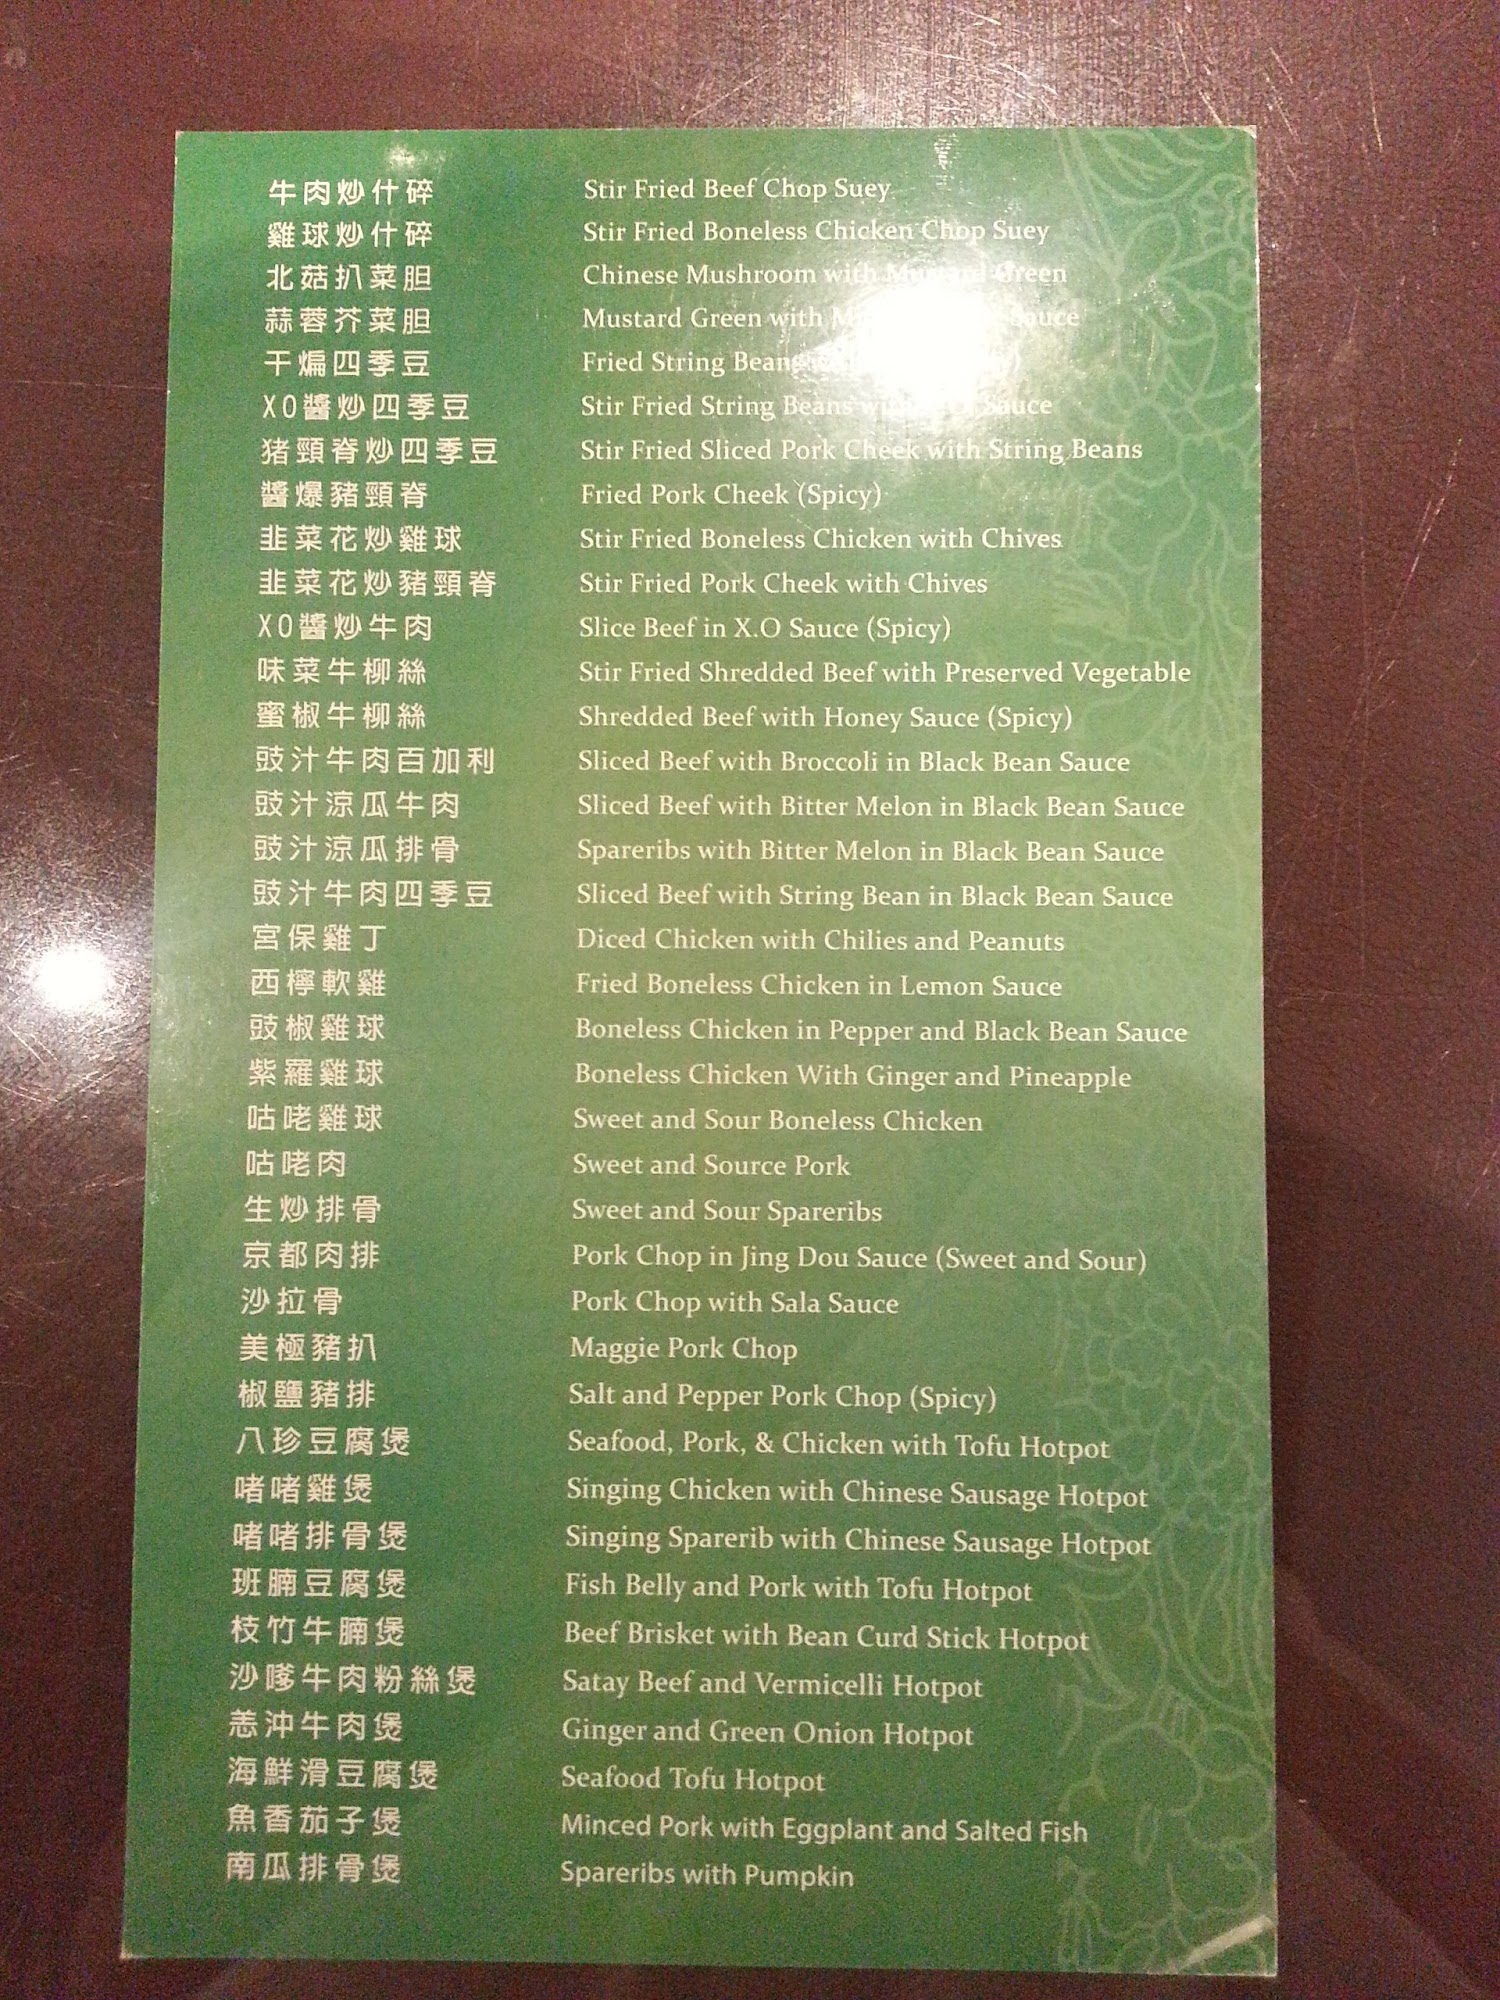 牛肉炒什碎 Stir Fried Beef Chop Suey
雞球炒什碎 Stir Fried Boneless Chicken Chop Suey
北菇扒菜胆 Chinese Mushroom with Mustard Green
蒜蓉芥菜胆 Mustard Green with Sauce
干煸四季豆 Fried String Beans
XO醬炒四季豆 Stir Fried String Beans with X.O. Sauce
猪頸脊炒四季豆 Stir Fried Sliced Pork Cheek with String Beans
醬爆豬頸脊 Fried Pork Cheek (Spicy)
韭菜花炒雞球 Stir Fried Boneless Chicken with Chives
韭菜花炒豬頸脊 Stir Fried Pork Cheek with Chives
XO醬炒牛肉 Slice Beef in X.O Sauce (Spicy)
味菜牛柳絲 Stir Fried Shredded Beef with Preserved Vegetable
蜜椒牛柳絲 Shredded Beef with Honey Sauce (Spicy)
豉汁牛肉百加利 Sliced Beef with Broccoli in Black Bean Sauce
豉汁涼瓜牛肉 Sliced Beef with Bitter Melon in Black Bean Sauce
豉汁涼瓜排骨 Spareribs with Bitter Melon in Black Bean Sauce
豉汁牛肉四季豆 Sliced Beef with String Bean in Black Bean Sauce
宮保雞丁 Diced Chicken with Chilies and Peanuts
西檸軟雞 Fried Boneless Chicken in Lemon Sauce
豉椒雞球 Boneless Chicken in Pepper and Black Bean Sauce
紫羅雞球 Boneless Chicken With Ginger and Pineapple
咕咾雞球 Sweet and Sour Boneless Chicken
咕咾肉 Sweet and Source Pork
生炒排骨 Sweet and Sour Spareribs
京都肉排 Pork Chop in Jing Dou Sauce (Sweet and Sour)
沙拉骨 Pork Chop with Sala Sauce
美極豬扒 Maggie Pork Chop
椒鹽豬排 Salt and Pepper Pork Chop (Spicy)
八珍豆腐煲 Seafood, Pork, & Chicken with Tofu Hotpot
啫啫雞煲 Singing Chicken with Chinese Sausage Hotpot
啫啫排骨煲 Singing Sparerib with Chinese Sausage Hotpot
班腩豆腐煲 Fish Belly and Pork with Tofu Hotpot
枝竹牛腩煲 Beef Brisket with Bean Curd Stick Hotpot
沙嗲牛肉粉絲煲 Satay Beef and Vermicelli Hotpot
恙沖牛肉煲 Ginger and Green Onion Hotpot
海鮮滑豆腐煲 Seafood Tofu Hotpot
魚香茄子煲 Minced Pork with Eggplant and Salted Fish
南瓜排骨煲 Spareribs with Pumpkin